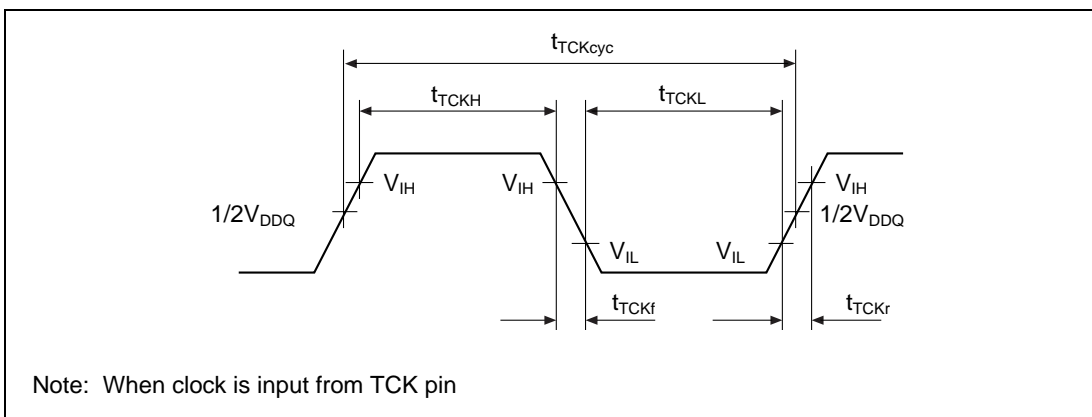 tTCKcyc
tTCKH
tTCKL
VIH
VIH
VIH
1/2VDDQ
1/2VDDQ
VIL
VIL
tTCKf
tTCKr
Note: When clock is input from TCK pin